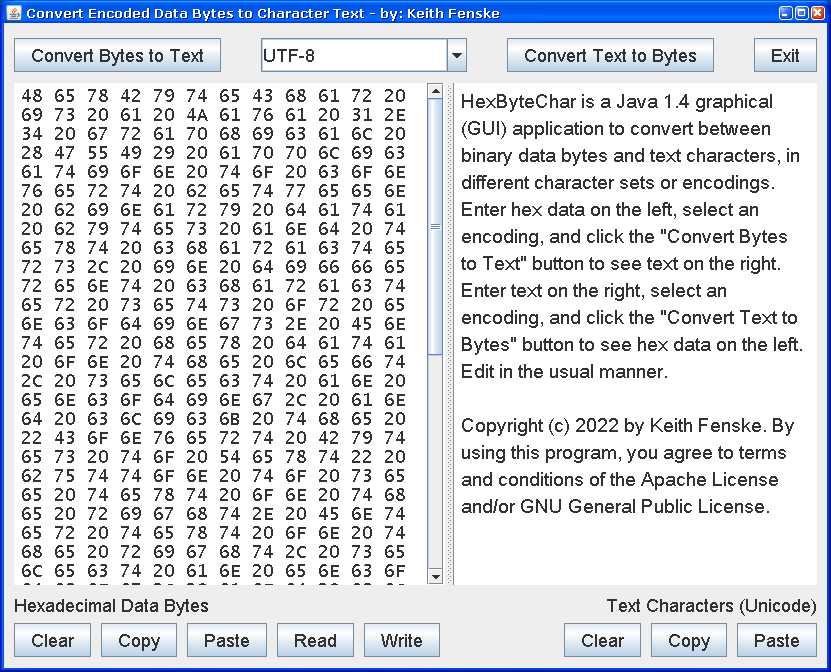 Convert Encoded Data Bytes to Character Text - by: Keith Fenske
Convert Bytes to Text
UTF-8
Convert Text to Bytes
Exit
48 65 78 42 79 74 65 43 68 61 72 20
69 73 20 61 20 4A 61 76 61 20 31 2E
34 20 67 72 61 70 68 69 63 61 6C 20
28 47 55 49 29 20 61 70 70 6C 69 63
61 74 69 6F 6E 20 74 6F 20 63 6F 6E
76 65 72 74 20 62 65 74 77 65 65 6E
20 62 69 6E 61 72 79 20 64 61 74 61
20 62 79 74 65 73 20 61 6E 64 20 74
65 78 74 20 63 68 61 72 61 63 74 65
72 73 2C 20 69 6E 20 64 69 66 66 65
72 65 6E 74 20 63 68 61 72 61 63 74
65 72 20 73 65 74 73 20 6F 72 20 65
6E 63 6F 64 69 6E 67 73 2E 20 45 6E
74 65 72 20 68 65 78 20 64 61 74 61
20 6F 6E 20 74 68 65 20 6C 65 66 74
2C 20 73 65 6C 65 63 74 20 61 6E 20
65 6E 63 6F 64 69 6E 67 2C 20 61 6E
64 20 63 6C 69 63 6B 20 74 68 65 20
22 43 6F 6E 76 65 72 74 20 42 79 74
65 73 20 74 6F 20 54 65 78 74 22 20
62 75 74 74 6F 6E 20 74 6F 20 73 65
65 20 74 65 78 74 20 6F 6E 20 74 68
65 20 72 69 67 68 74 2E 20 45 6E 74
65 72 20 74 65 78 74 20 6F 6E 20 74
68 65 20 72 69 67 68 74 2C 20 73 65
6C 65 63 74 20 61 6E 20 65 6E 63 6F
HexByteChar is a Java 1.4 graphical
(GUI) application to convert between
binary data bytes and text characters, in
different character sets or encodings.
Enter hex data on the left, select an
encoding, and click the "Convert Bytes
to Text" button to see text on the right.
Enter text on the right, select an
encoding, and click the "Convert Text to
Bytes" button to see hex data on the left.
Edit in the usual manner.
Copyright (c) 2022 by Keith Fenske. By
using this program, you agree to terms
and conditions of the Apache License
and/or GNU General Public License.
Hexadecimal Data Bytes
Text Characters (Unicode)
Clear
Copy
Paste
Read
Write
Clear
Copy
Paste